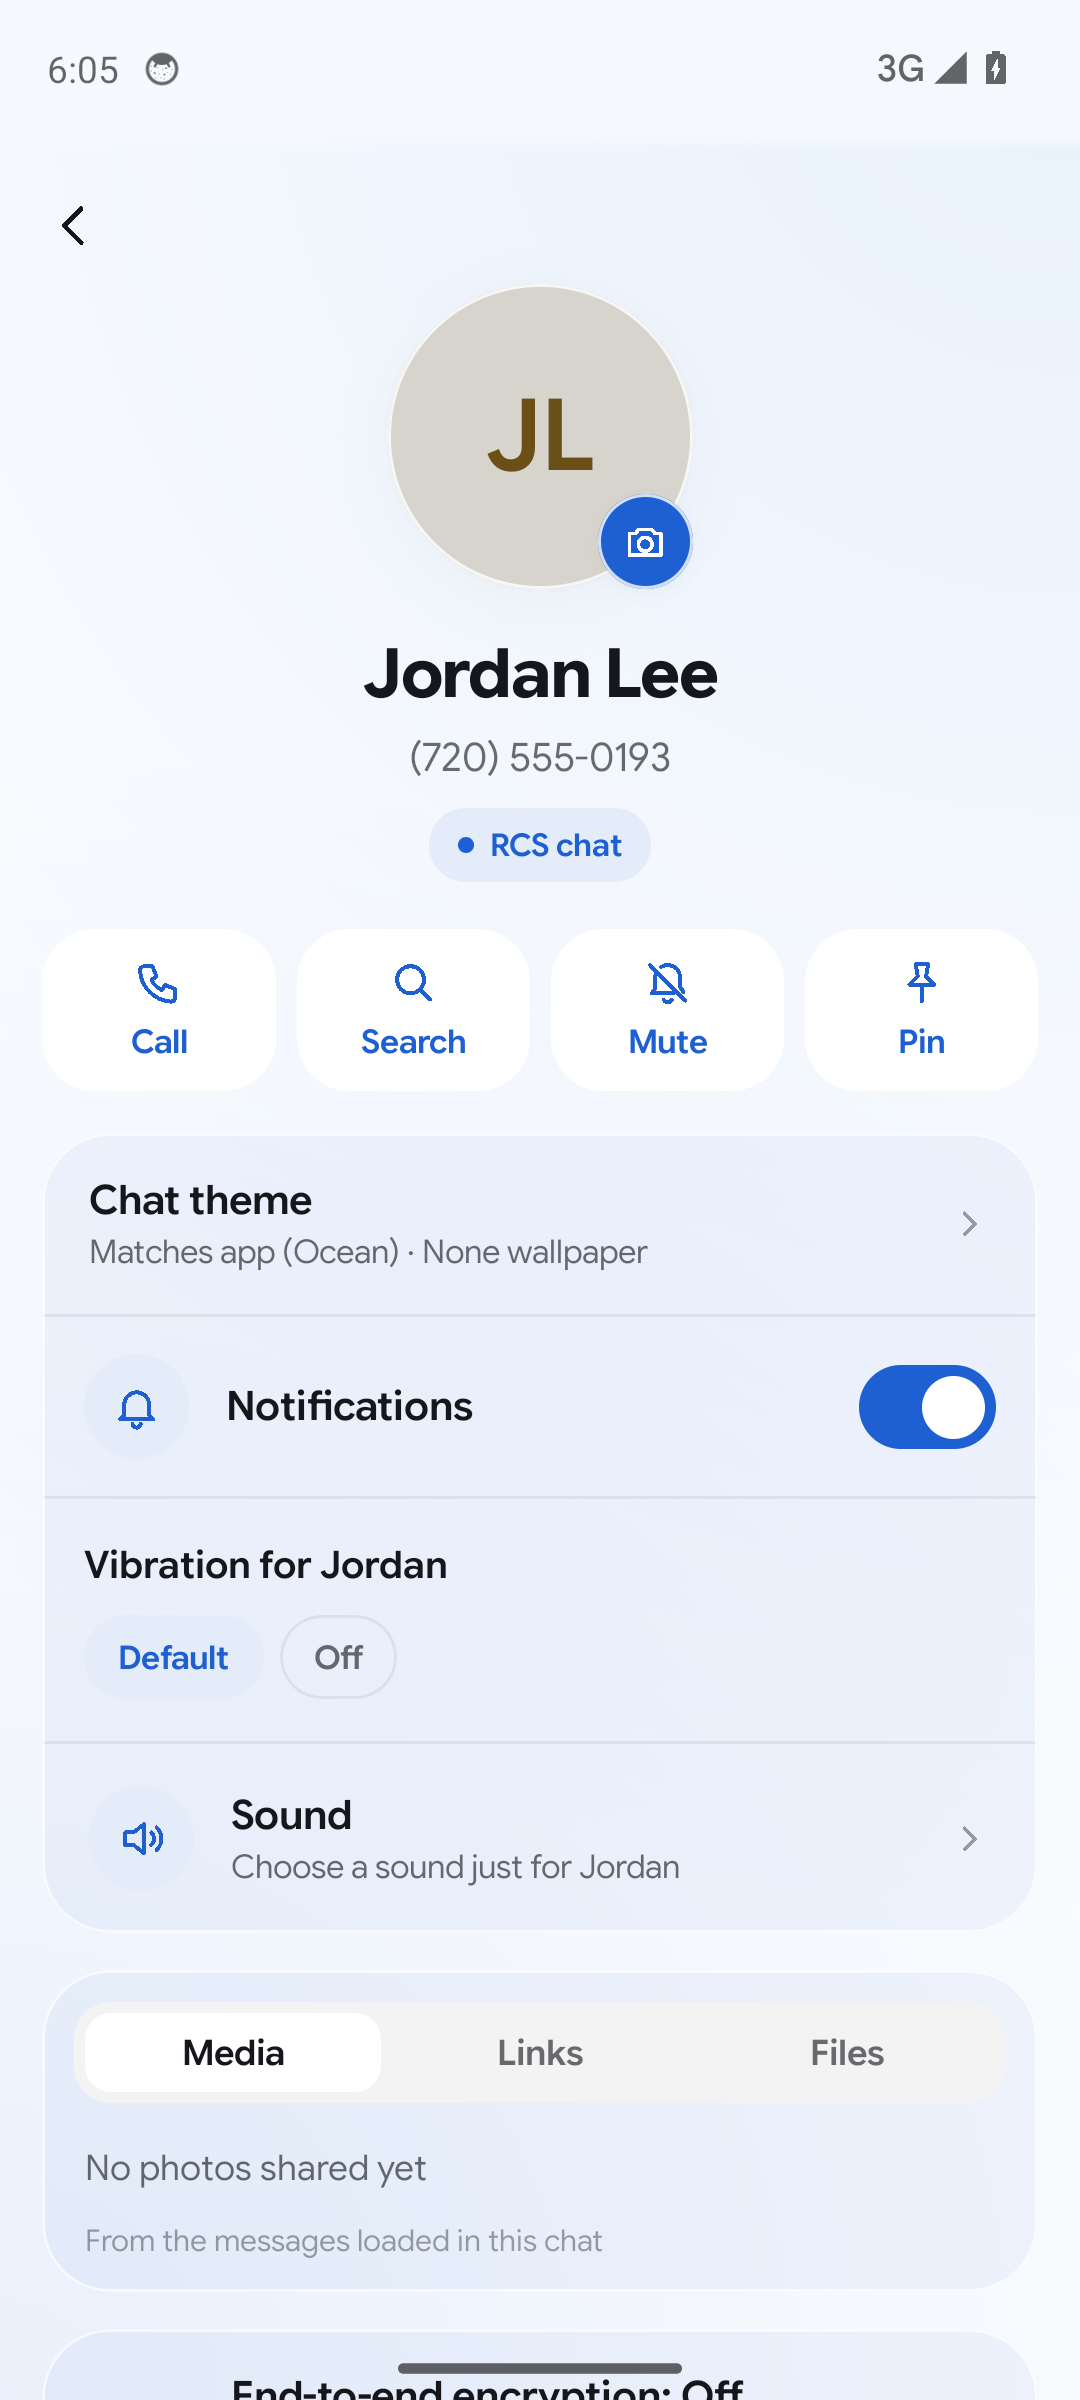 6:05
3G
JL
Jordan Lee
(720) 555-0193
RCS chat
Call
Search
Mute
Pin
Chat theme
Matches app (Ocean) · None wallpaper
Notifications
Vibration for Jordan
Default
Off
Sound
Choose a sound just for Jordan
Media
Links
Files
No photos shared yet
From the messages loaded in this chat
End-to-end encryption: Off